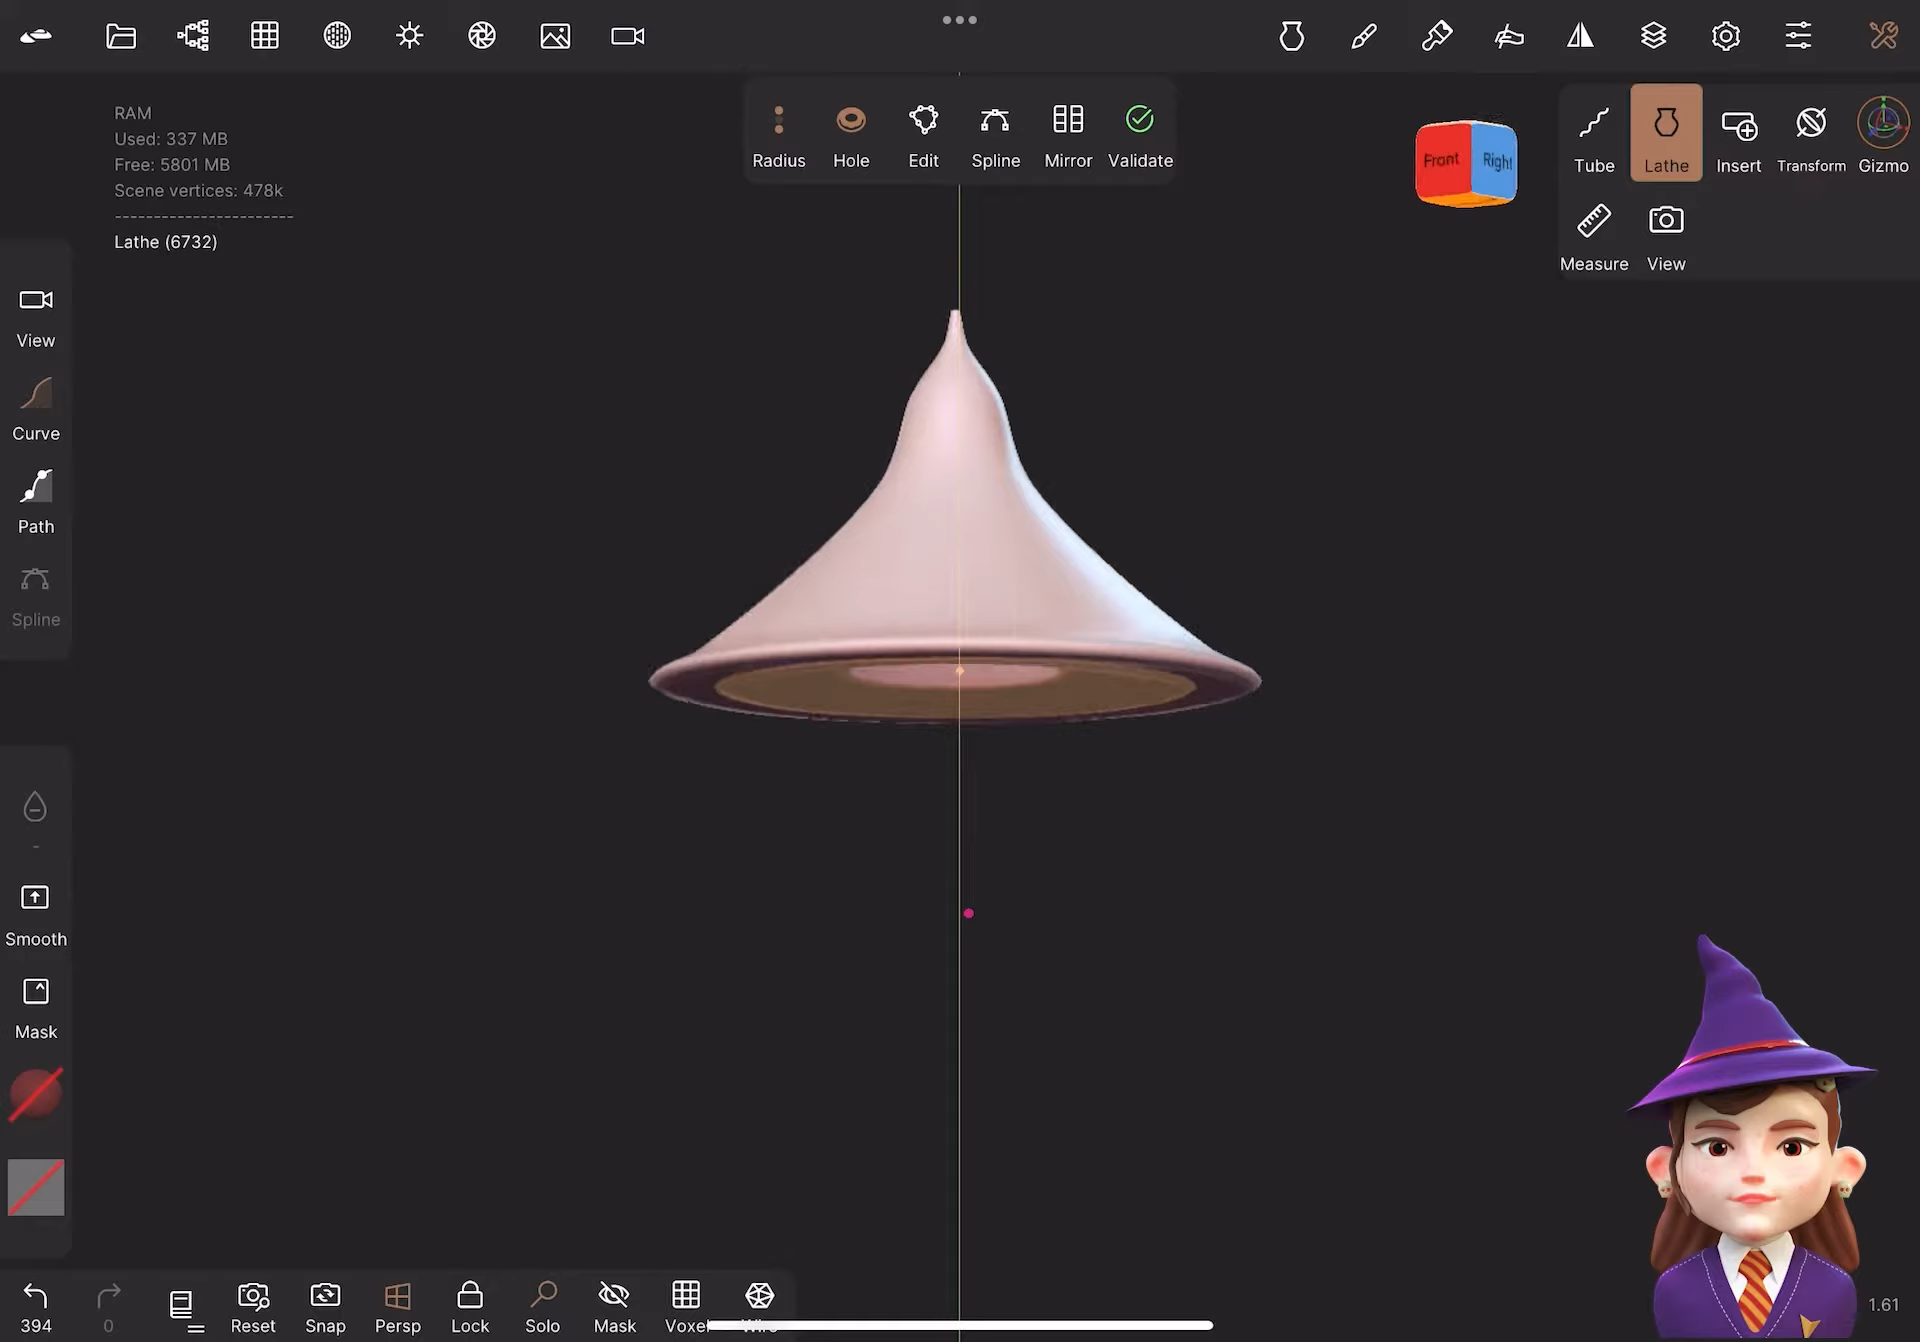 RAM
Used: 337 MB
Free: 5801 MB
Scene vertices: 478k
-----------------------
Lathe (6732)
Radius Hole Edit Spline Mirror Validate
Front Right
Tube Lathe Insert Transform Gizmo
Measure View
View
Curve
Path
Spline
-
Smooth
Mask
394 0 Reset Snap Persp Lock Solo Mask Voxel Wire
1.61